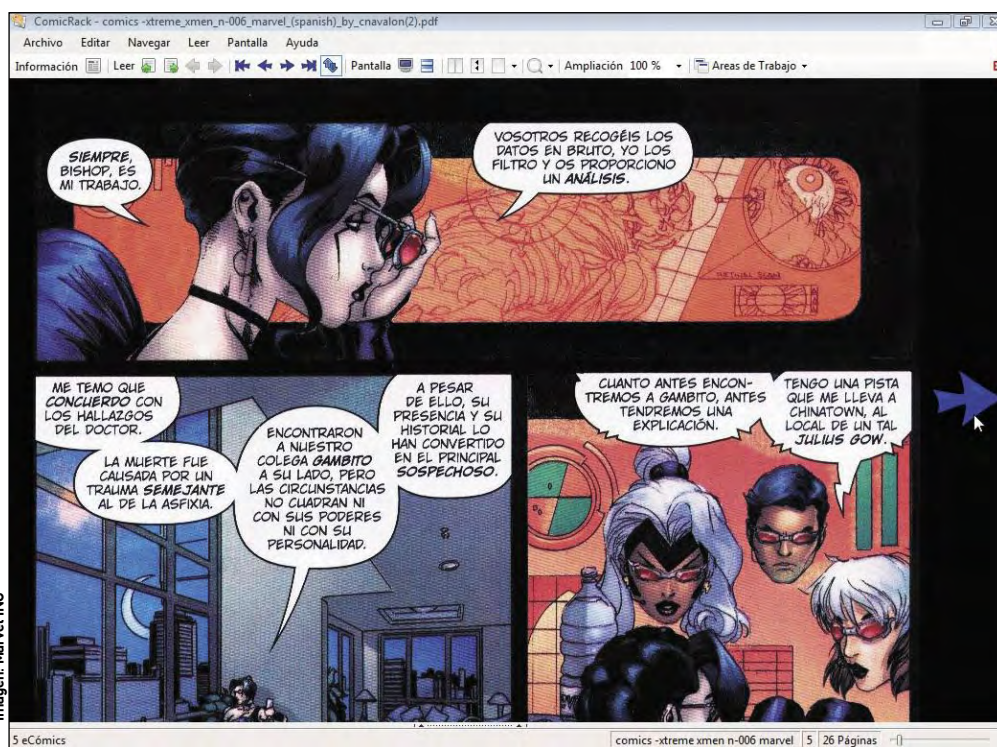 ComicRack - comics -xtreme_xmen_n-006_marvel_(spanish)_by_cnavalon(2).pdf
Archivo Editar Navegar Leer Pantalla Ayuda
Información Leer Pantalla Ampliación 100 % Areas de Trabajo
SIEMPRE,
BISHOP, ES
MI TRABAJO.
VOSOTROS RECOGÉIS LOS
DATOS EN BRUTO, YO LOS
FILTRO Y OS PROPORCIONO
UN ANÁLISIS.
RETINAL SCAN
ME TEMO QUE
CONCUERDO CON
LOS HALLAZGOS
DEL DOCTOR.
LA MUERTE FUE
CAUSADA POR UN
TRAUMA SEMEJANTE
AL DE LA ASFIXIA.
ENCONTRARON
A NUESTRO
COLEGA GAMBITO
A SU LADO, PERO
LAS CIRCUNSTANCIAS
NO CUADRAN NI
CON SUS PODERES
NI CON SU
PERSONALIDAD.
A PESAR
DE ELLO, SU
PRESENCIA Y SU
HISTORIAL LO
HAN CONVERTIDO
EN EL PRINCIPAL
SOSPECHOSO.
CUANTO ANTES ENCON-
TREMOS A GAMBITO, ANTES
TENDREMOS UNA
EXPLICACIÓN.
TENGO UNA PISTA
QUE ME LLEVA A
CHINATOWN, AL
LOCAL DE UN TAL
JULIUS GOW.
5 eCómics comics -xtreme xmen n-006 marvel 5 26 Páginas